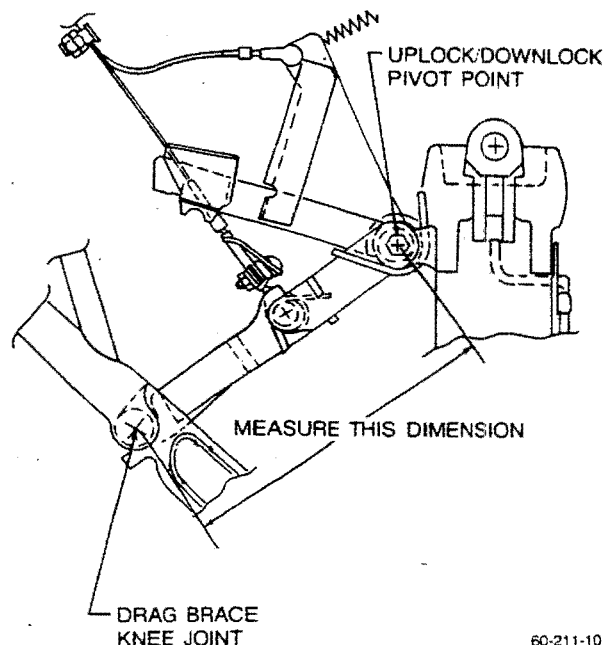 UPLOCK/DOWNLOCK
PIVOT POINT
MEASURE THIS DIMENSION
DRAG BRACE
KNEE JOINT
60-211-10